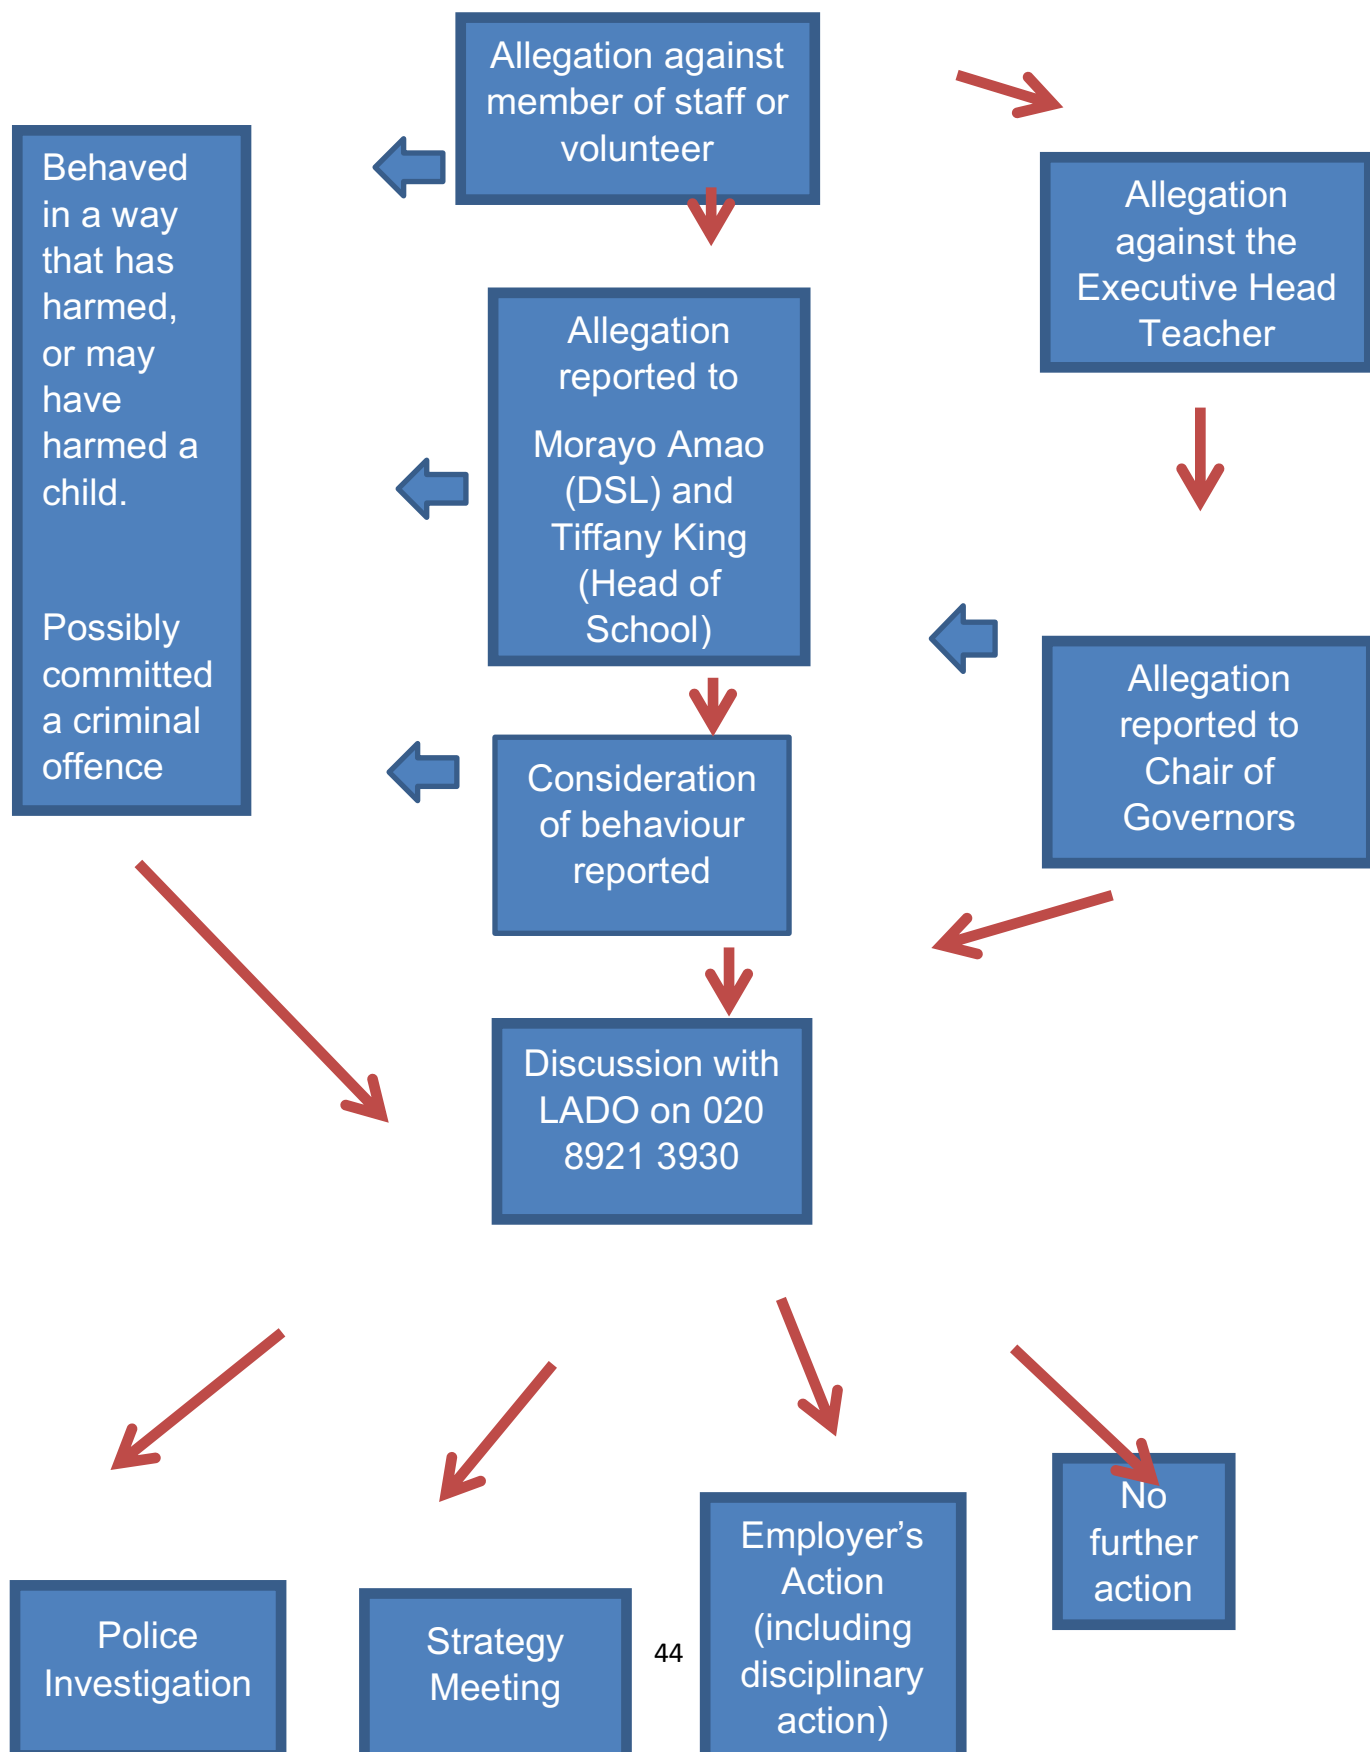 Allegation against
member of staff or
volunteer
Behaved
in a way
that has
harmed,
or may
have
harmed a
child.
Possibly
committed
a criminal
offence
Allegation
against the
Executive Head
Teacher
Allegation
reported to
Morayo Amao
(DSL) and
Tiffany King
(Head of
School)
Allegation
reported to
Chair of
Governors
Consideration
of behaviour
reported
Discussion with
LADO on 020
8921 3930
Police
Investigation
Strategy
Meeting
44
Employer’s
Action
(including
disciplinary
action)
No
further
action